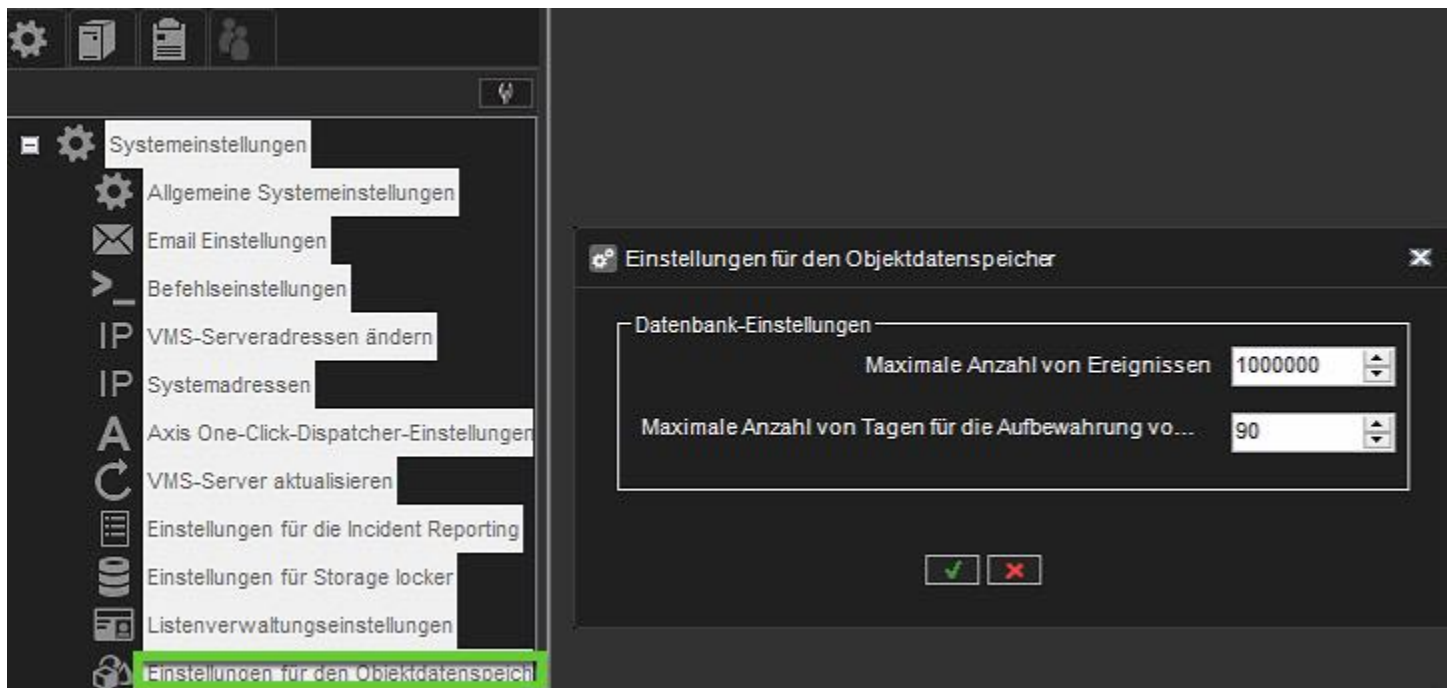 Systemeinstellungen
Allgemeine Systemeinstellungen
Email Einstellungen
>_ Befehlseinstellungen
IP VMS-Serveradressen ändern
IP Systemadressen
A Axis One-Click-Dispatcher-Einstellungen
VMS-Server aktualisieren
Einstellungen für die Incident Reporting
Einstellungen für Storage locker
Listenverwaltungseinstellungen
Einstellungen für den Objektdatenspeich
Einstellungen für den Objektdatenspeicher
Datenbank-Einstellungen
Maximale Anzahl von Ereignissen 1000000
Maximale Anzahl von Tagen für die Aufbewahrung vo... 90